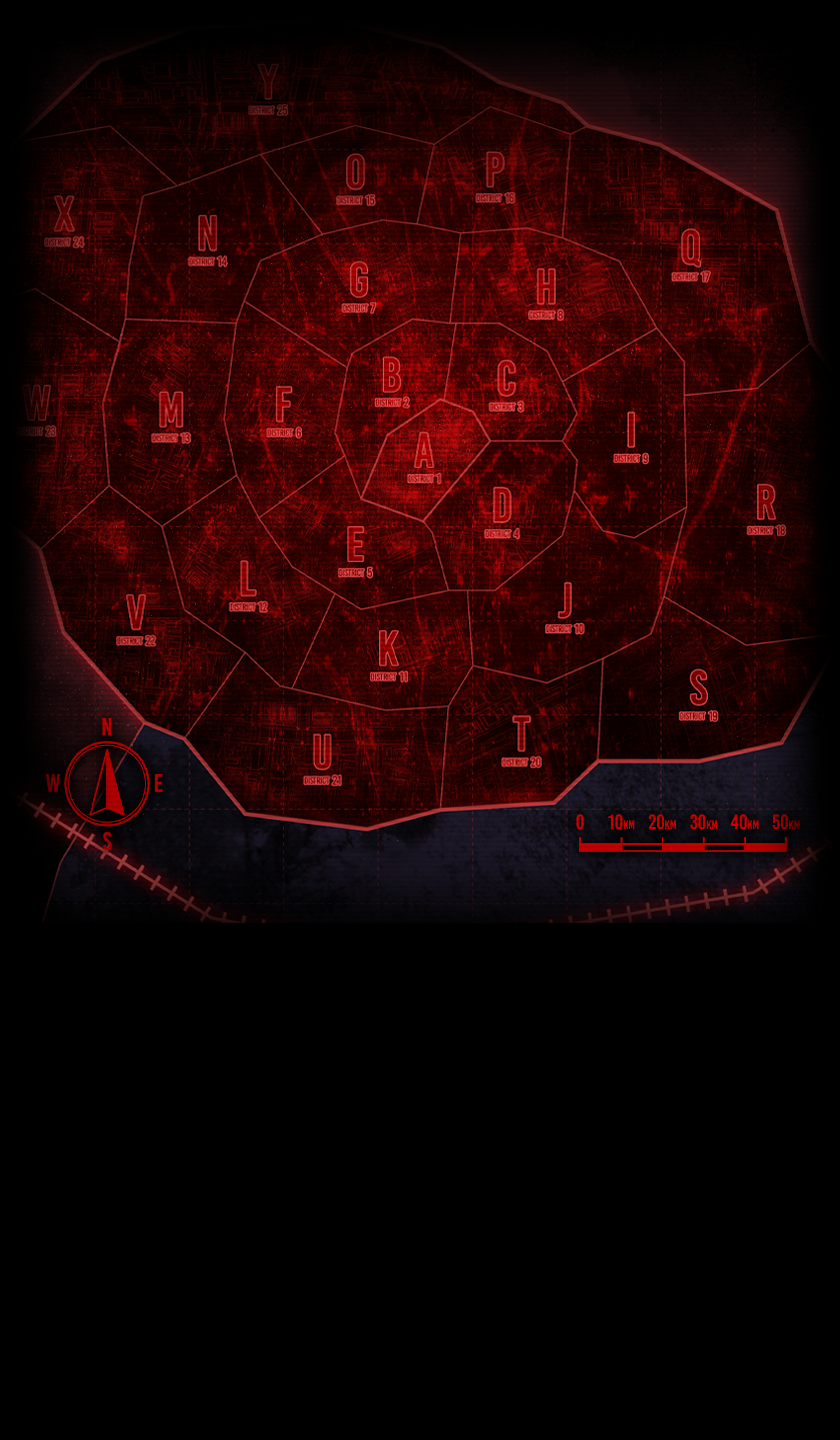 Y
DISTRICT 25
O
DISTRICT 15
P
DISTRICT 16
X
DISTRICT 24
N
DISTRICT 14
Q
DISTRICT 17
G
DISTRICT 7
H
DISTRICT 8
B
DISTRICT 2
C
DISTRICT 3
W
DISTRICT 23
M
DISTRICT 13
F
DISTRICT 6
I
DISTRICT 9
A
DISTRICT 1
D
DISTRICT 4
R
DISTRICT 18
E
DISTRICT 5
L
DISTRICT 12
J
DISTRICT 10
V
DISTRICT 22
K
DISTRICT 11
S
DISTRICT 19
U
DISTRICT 21
T
DISTRICT 20
N
W E
S
0 10KM 20KM 30KM 40KM 50KM